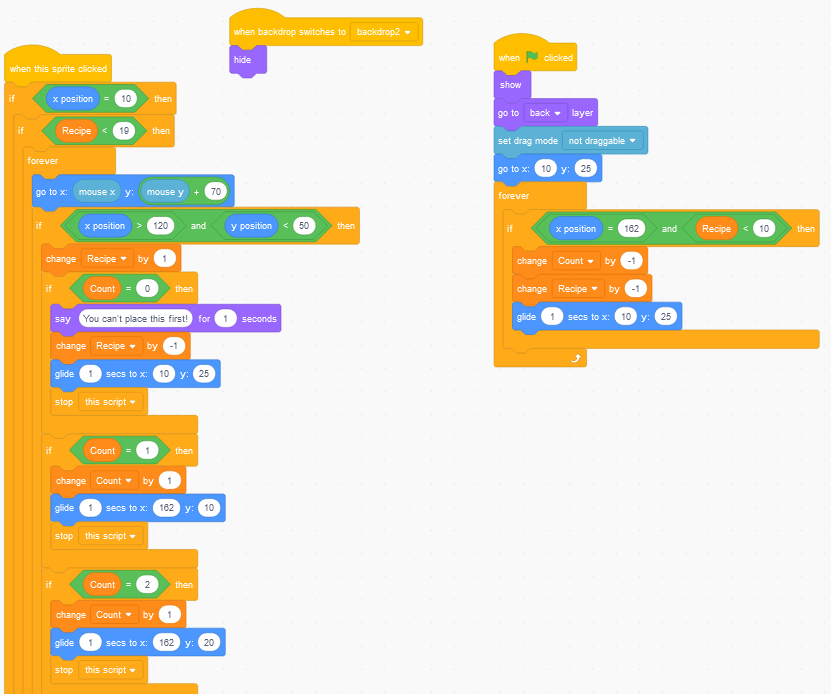 when this sprite clicked
if x position = 10 then
if Recipe < 19 then
forever
go to x: mouse x y: mouse y + 70
if x position > 120 and y position < 50 then
change Recipe by 1
if Count = 0 then
say You can't place this first! for 1 seconds
change Recipe by -1
glide 1 secs to x: 10 y: 25
stop this script
if Count = 1 then
change Count by 1
glide 1 secs to x: 162 y: 10
stop this script
if Count = 2 then
change Count by 1
glide 1 secs to x: 162 y: 20
stop this script
when backdrop switches to backdrop2
hide
when clicked
show
go to back layer
set drag mode not draggable
go to x: 10 y: 25
forever
if x position = 162 and Recipe < 10 then
change Count by -1
change Recipe by -1
glide 1 secs to x: 10 y: 25